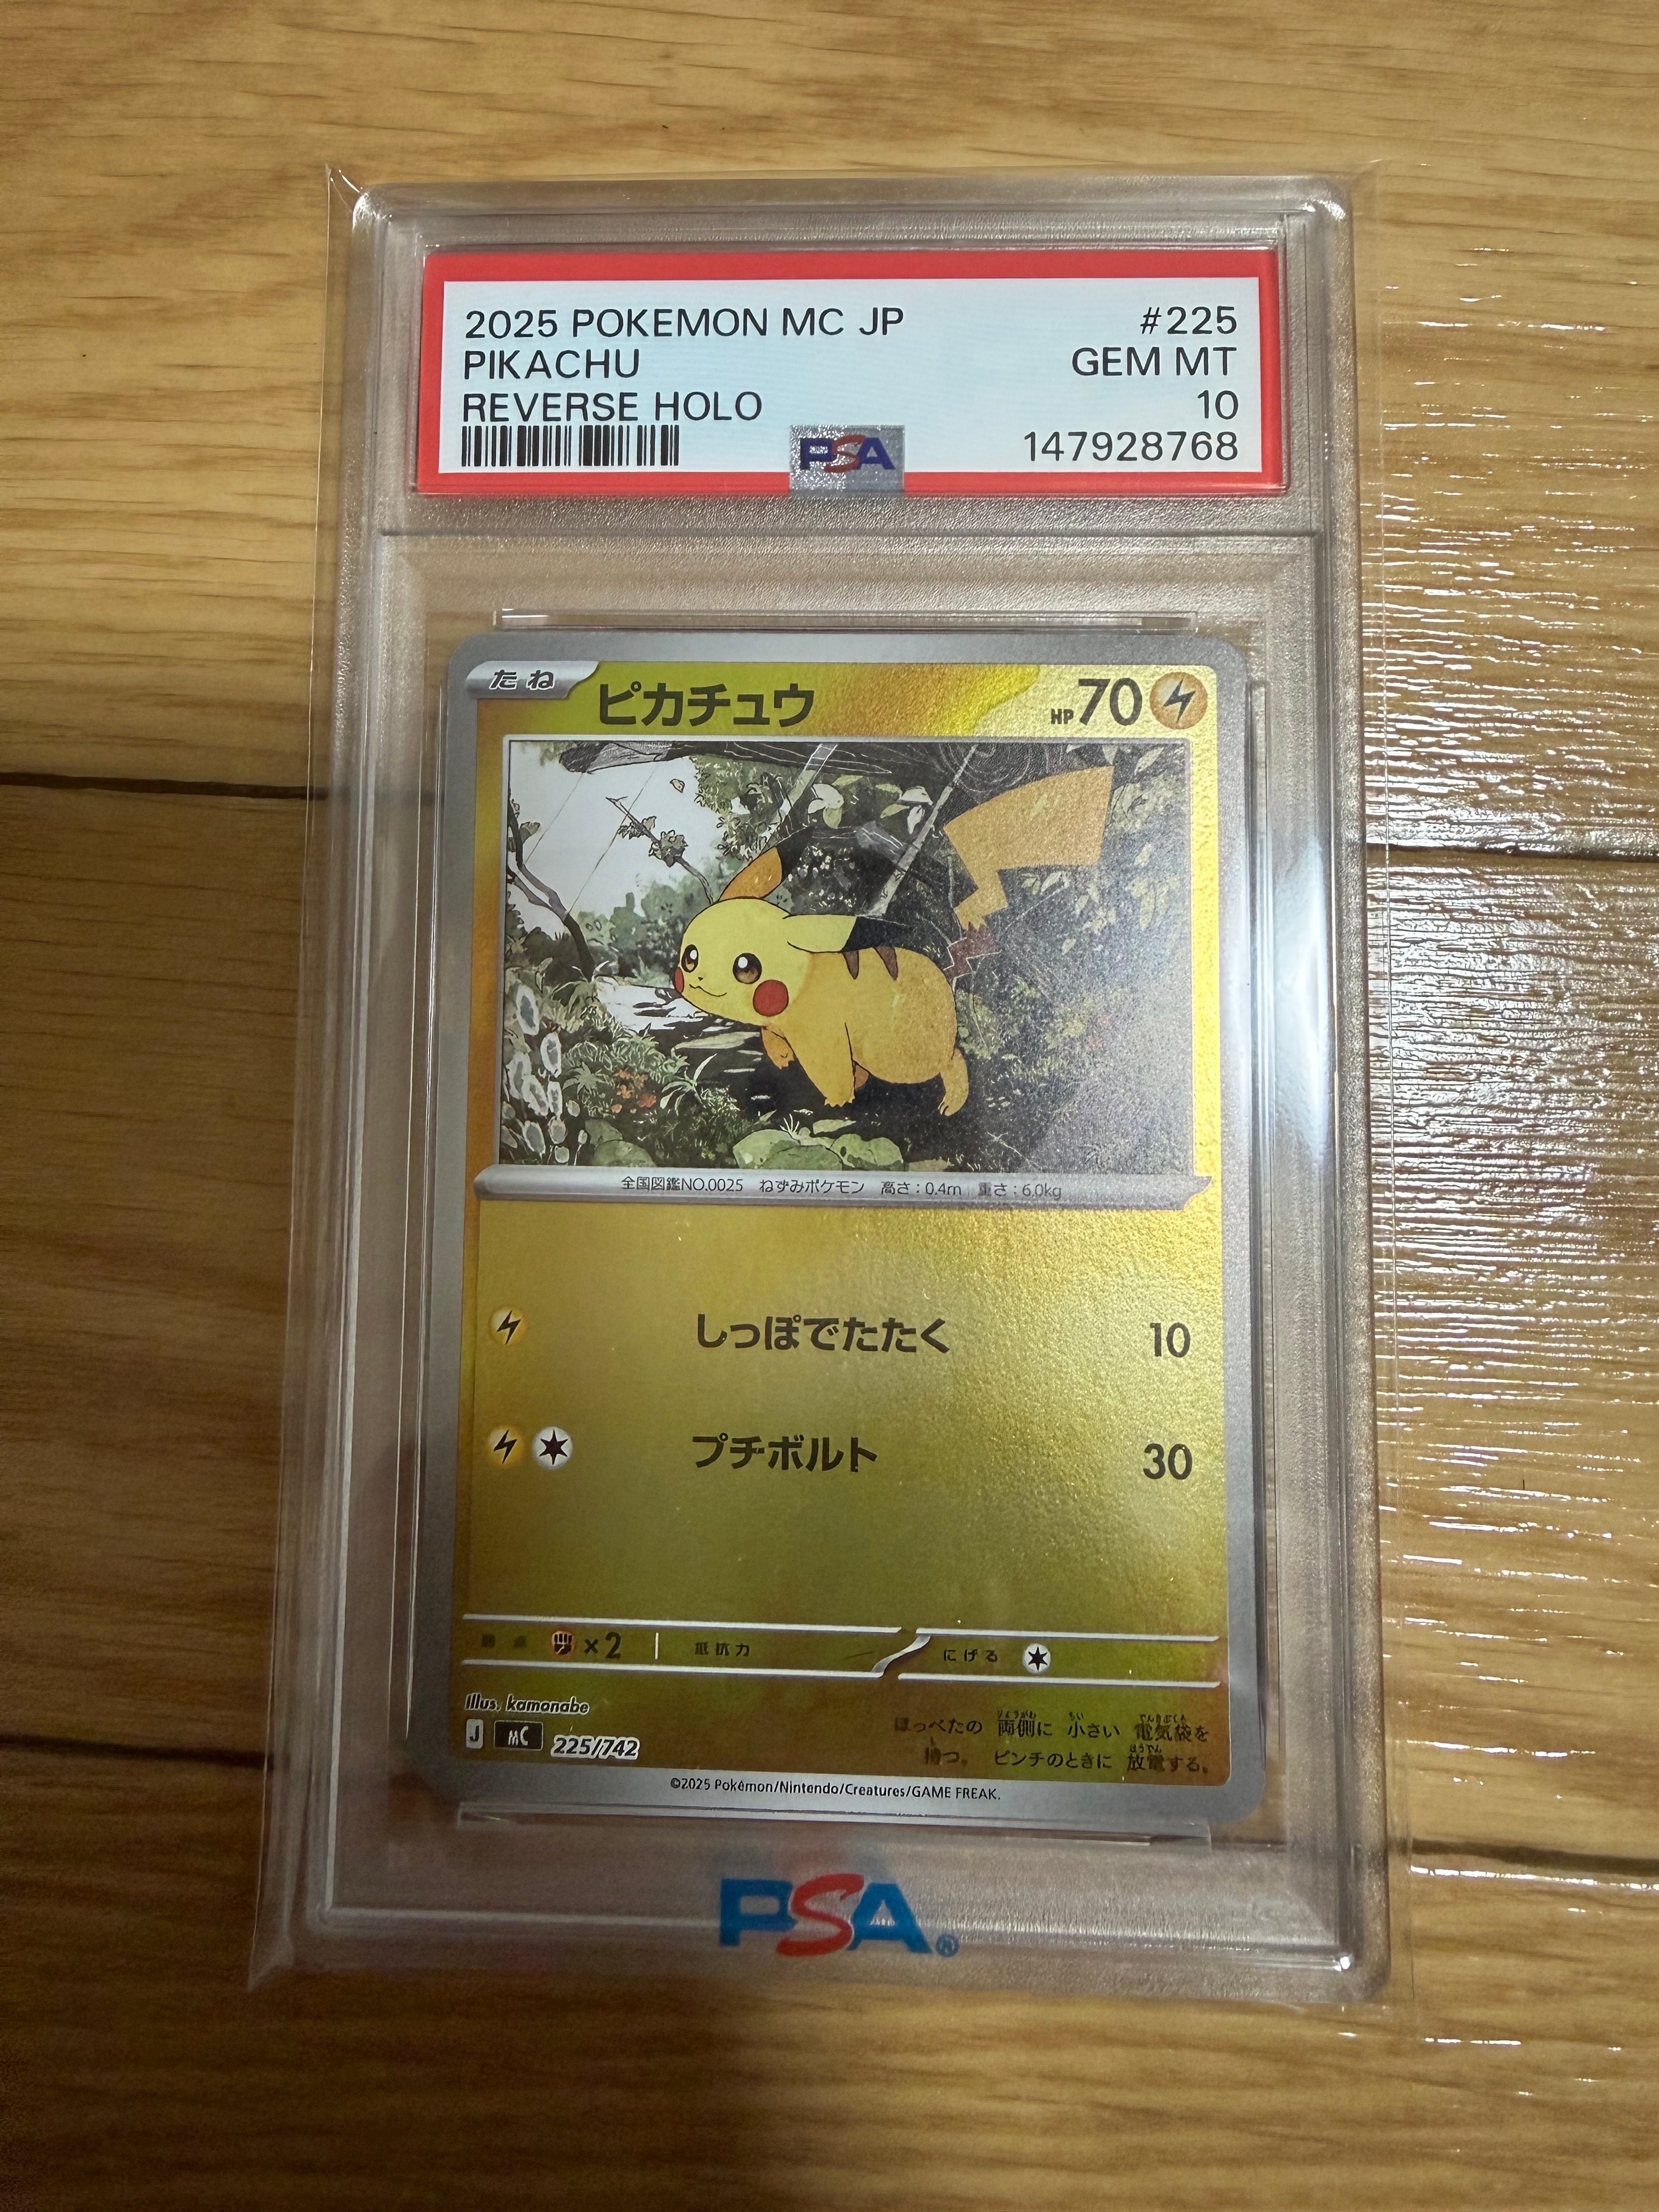 2025 POKEMON MC JP #225
PIKACHU GEM MT
REVERSE HOLO 10
PSA 147928768
たね ピカチュウ HP70
全国図鑑NO.0025 ねずみポケモン 高さ:0.4m 重さ:6.0kg
しっぽでたたく 10
プチボルト 30
弱点 ×2 抵抗力 にげる
Illus. kamonabe
J MC 225/742
ほっぺたの 両側に 小さい 電気袋を
持つ。 ピンチのときに 放電する。
©2025 Pokémon/Nintendo/Creatures/GAME FREAK.
PSA®